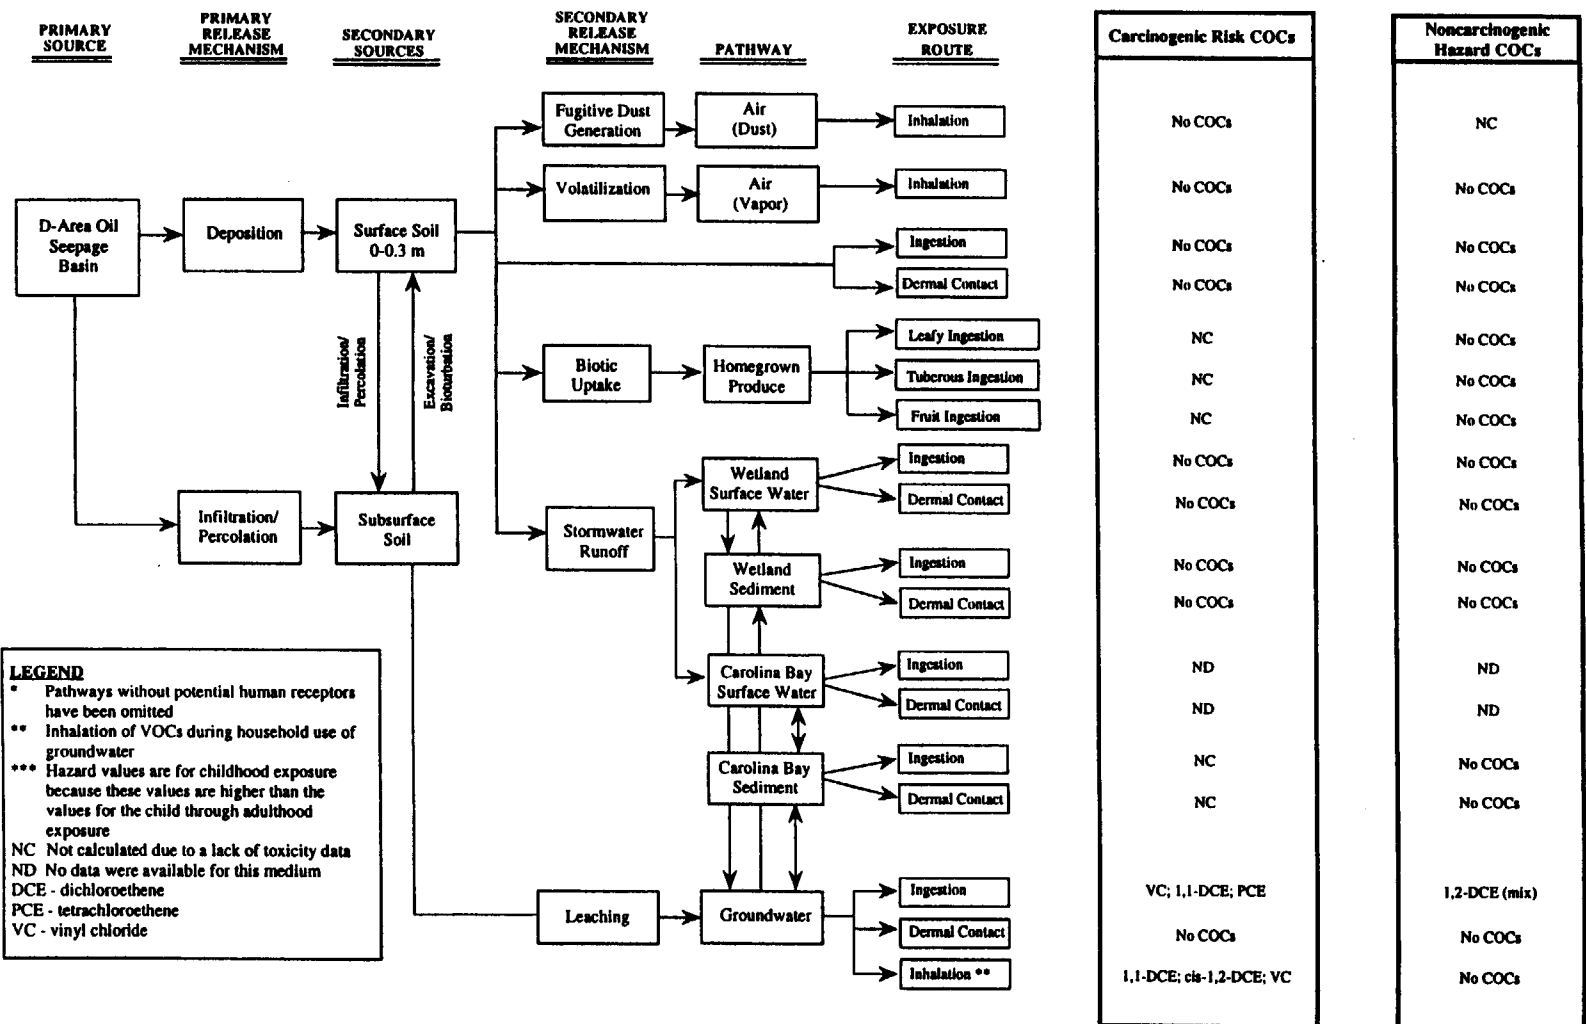 PRIMARY
SOURCE
PRIMARY
RELEASE
MECHANISM
SECONDARY
SOURCES
SECONDARY
RELEASE
MECHANISM
PATHWAY
EXPOSURE
ROUTE
Carcinogenic Risk COCs
Noncarcinogenic
Hazard COCs
Fugitive Dust
Generation
Air
(Dust)
Inhalation
No COCs
NC
Volatilization
Air
(Vapor)
Inhalation
No COCs
No COCs
D-Area Oil
Seepage
Basin
Deposition
Surface Soil
0-0.3 m
Ingestion
No COCs
No COCs
Dermal Contact
No COCs
No COCs
Infiltration/
Percolation
Excavation/
Bioturbation
Biotic
Uptake
Homegrown
Produce
Leafy Ingestion
NC
No COCs
Tuberous Ingestion
NC
No COCs
Fruit Ingestion
NC
No COCs
Infiltration/
Percolation
Subsurface
Soil
Stormwater
Runoff
Wetland
Surface Water
Ingestion
No COCs
No COCs
Dermal Contact
No COCs
No COCs
Wetland
Sediment
Ingestion
No COCs
No COCs
Dermal Contact
No COCs
No COCs
Carolina Bay
Surface Water
Ingestion
ND
ND
Dermal Contact
ND
ND
Carolina Bay
Sediment
Ingestion
NC
No COCs
Dermal Contact
NC
No COCs
Leaching
Groundwater
Ingestion
VC; 1,1-DCE; PCE
1,2-DCE (mix)
Dermal Contact
No COCs
No COCs
Inhalation **
1,1-DCE; cis-1,2-DCE; VC
No COCs
LEGEND
* Pathways without potential human receptors
have been omitted
** Inhalation of VOCs during household use of
groundwater
*** Hazard values are for childhood exposure
because these values are higher than the
values for the child through adulthood
exposure
NC Not calculated due to a lack of toxicity data
ND No data were available for this medium
DCE - dichloroethene
PCE - tetrachloroethene
VC - vinyl chloride